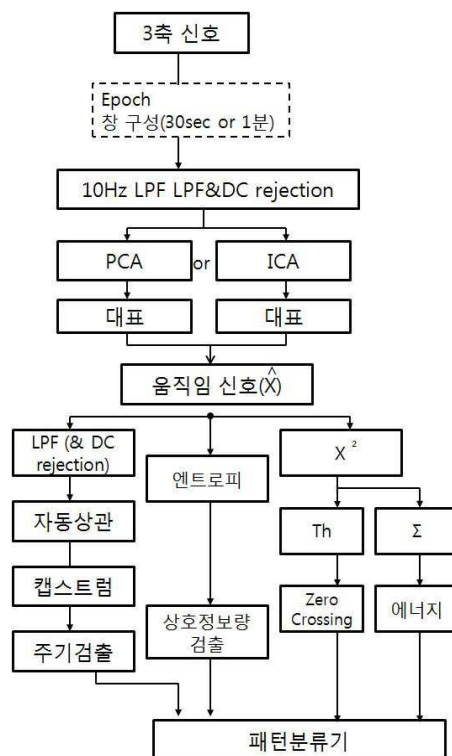 3축 신호
Epoch
창 구성(30sec or 1분)
10Hz LPF LPF&DC rejection
PCA or ICA
대표 대표
움직임 신호(X̂)
LPF (& DC
rejection)
엔트로피
X ²
자동상관
Th
Σ
캡스트럼
Zero
Crossing
에너지
상호정보량
검출
주기검출
패턴분류기